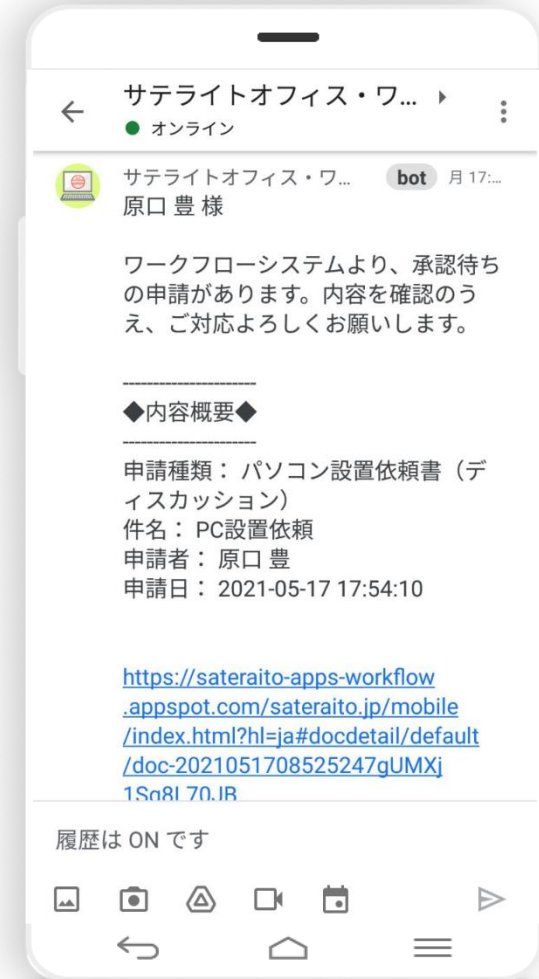 サテライトオフィス・ワ...
オンライン
サテライトオフィス・ワ... bot 月 17:...
原口 豊 様
ワークフローシステムより、承認待ち
の申請があります。内容を確認のう
え、ご対応よろしくお願いします。
----------------------
◆内容概要◆
----------------------
申請種類： パソコン設置依頼書（デ
ィスカッション）
件名： PC設置依頼
申請者： 原口 豊
申請日： 2021-05-17 17:54:10
https://sateraito-apps-workflow
.appspot.com/sateraito.jp/mobile
/index.html?hl=ja#docdetail/default
/doc-2021051708525247gUMXj
履歴は ON です